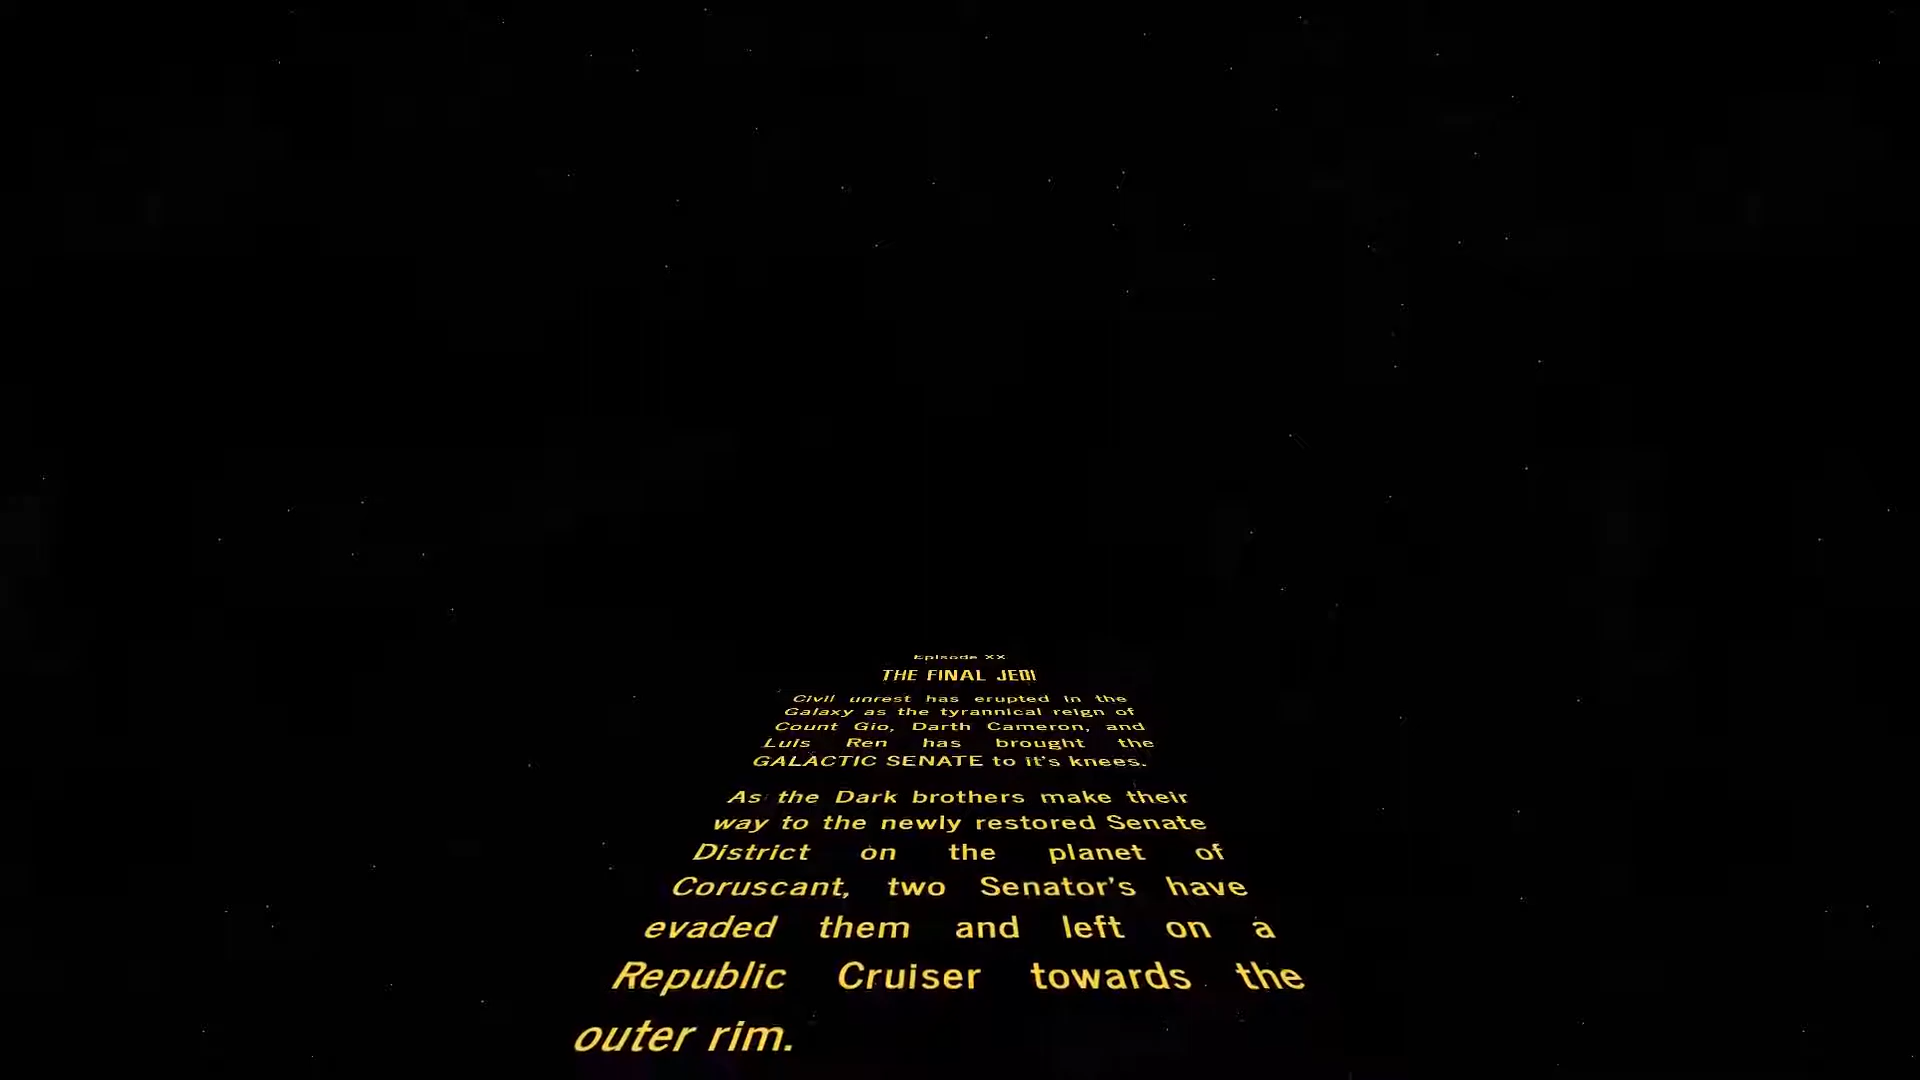 Episode XX
THE FINAL JEDI
Civil unrest has erupted in the
Galaxy as the tyrannical reign of
Count Gio, Darth Cameron, and
Luis Ren has brought the
GALACTIC SENATE to it's knees.
As the Dark brothers make their
way to the newly restored Senate
District on the planet of
Coruscant, two Senator's have
evaded them and left on a
Republic Cruiser towards the
outer rim.